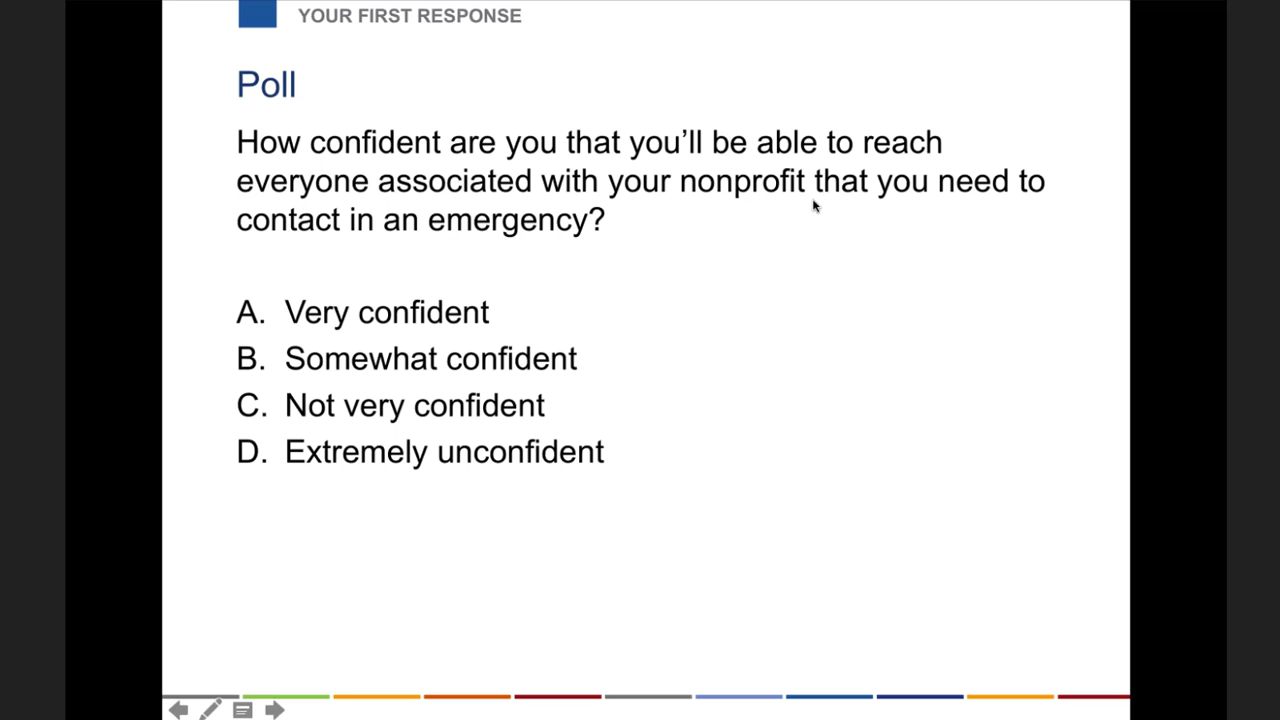 YOUR FIRST RESPONSE
Poll
How confident are you that you’ll be able to reach
everyone associated with your nonprofit that you need to
contact in an emergency?
A. Very confident
B. Somewhat confident
C. Not very confident
D. Extremely unconfident